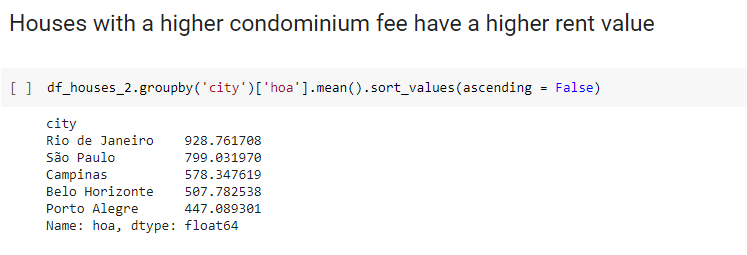 Houses with a higher condominium fee have a higher rent value
[ ] df_houses_2.groupby('city')['hoa'].mean().sort_values(ascending = False)
city
Rio de Janeiro    928.761708
São Paulo         799.031970
Campinas          578.347619
Belo Horizonte    507.782538
Porto Alegre      447.089301
Name: hoa, dtype: float64